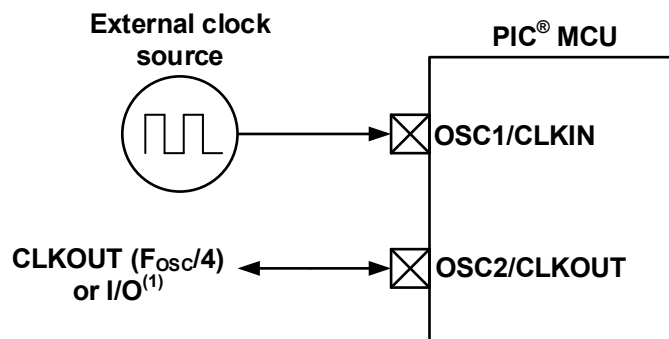 External clock
source
PIC® MCU
OSC1/CLKIN
CLKOUT (FOSC/4)
or I/O(1)
OSC2/CLKOUT